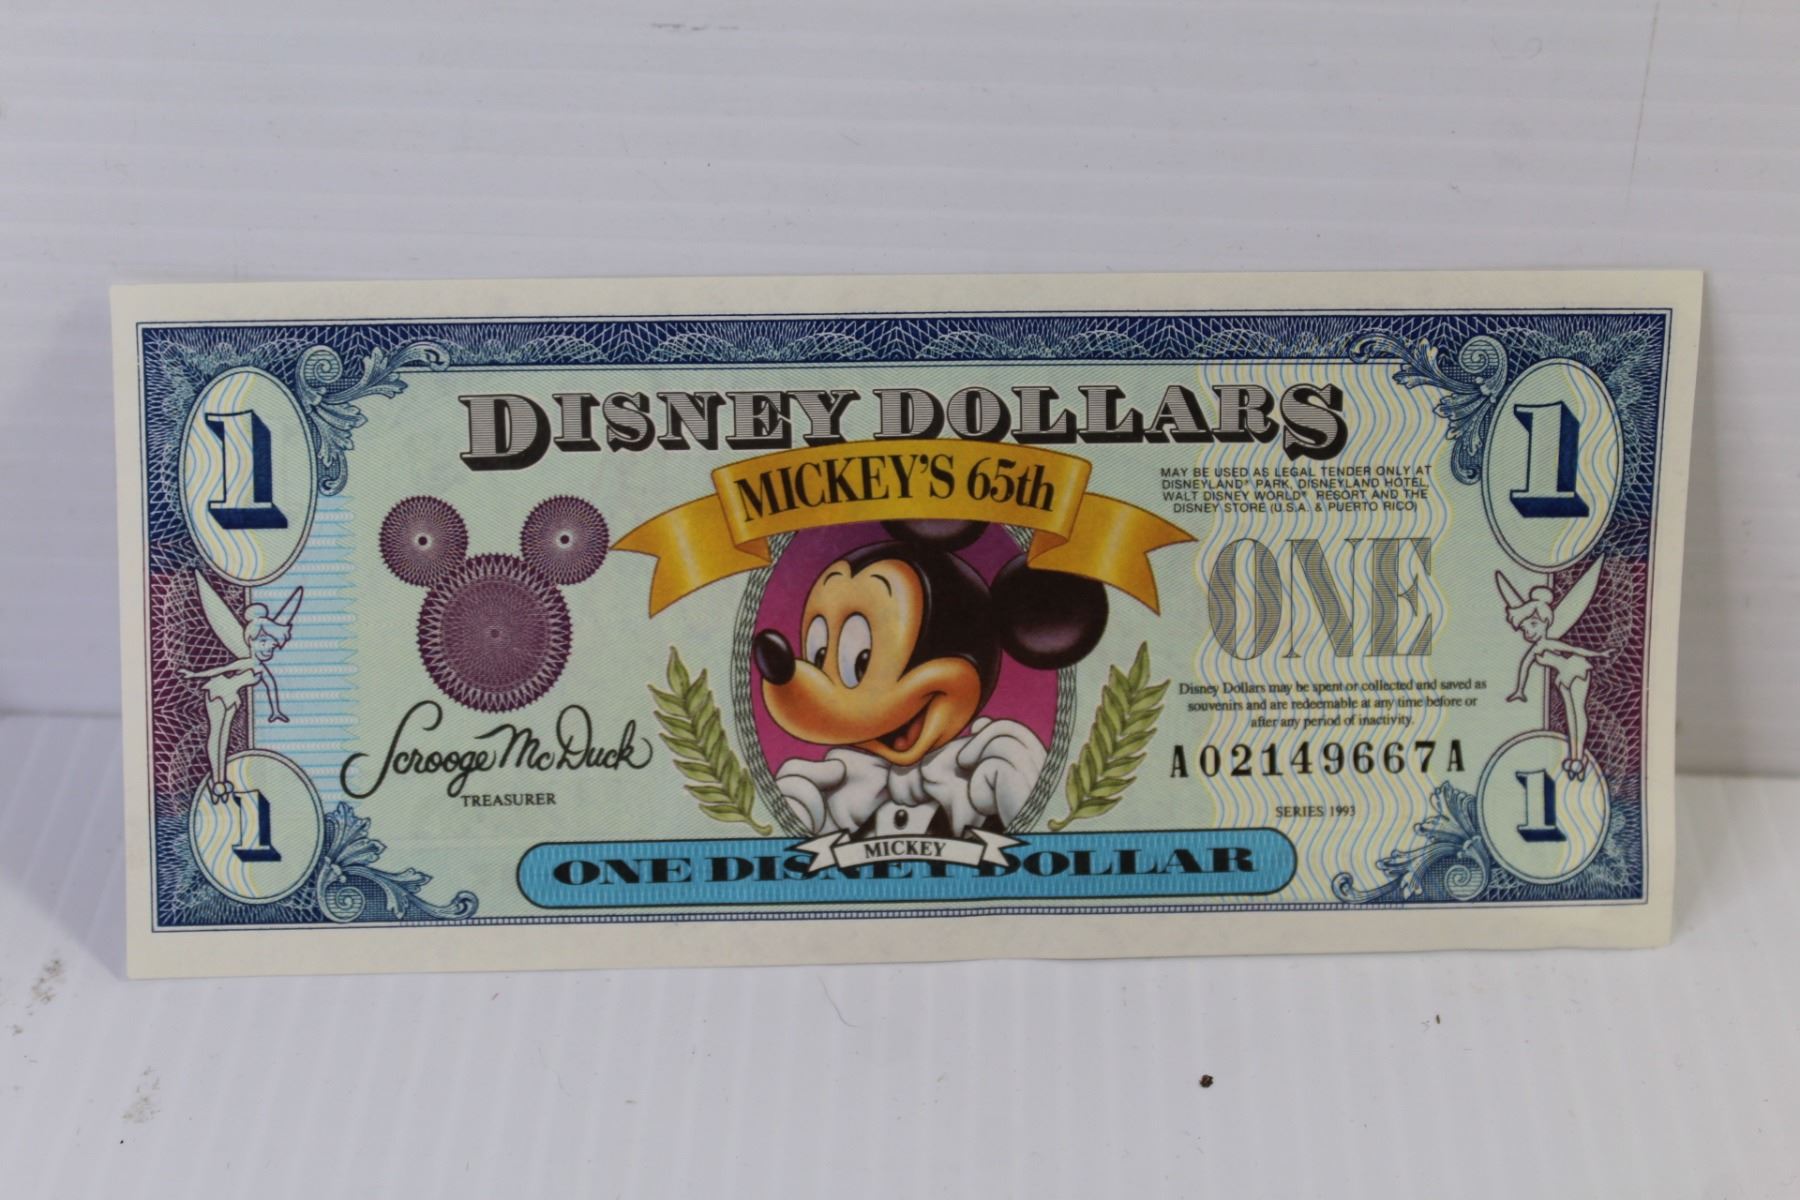 DISNEY DOLLARS
MICKEY'S 65th
1
1
MAY BE USED AS LEGAL TENDER ONLY AT
DISNEYLAND® PARK, DISNEYLAND HOTEL,
WALT DISNEY WORLD® RESORT AND THE
DISNEY STORE (U.S.A. & PUERTO RICO)
ONE
Disney Dollars may be spent or collected and saved as
souvenirs and are redeemable at any time before or
after any period of inactivity.
Scrooge McDuck
TREASURER
A02149667A
SERIES 1993
1
1
MICKEY
ONE DISNEY DOLLAR